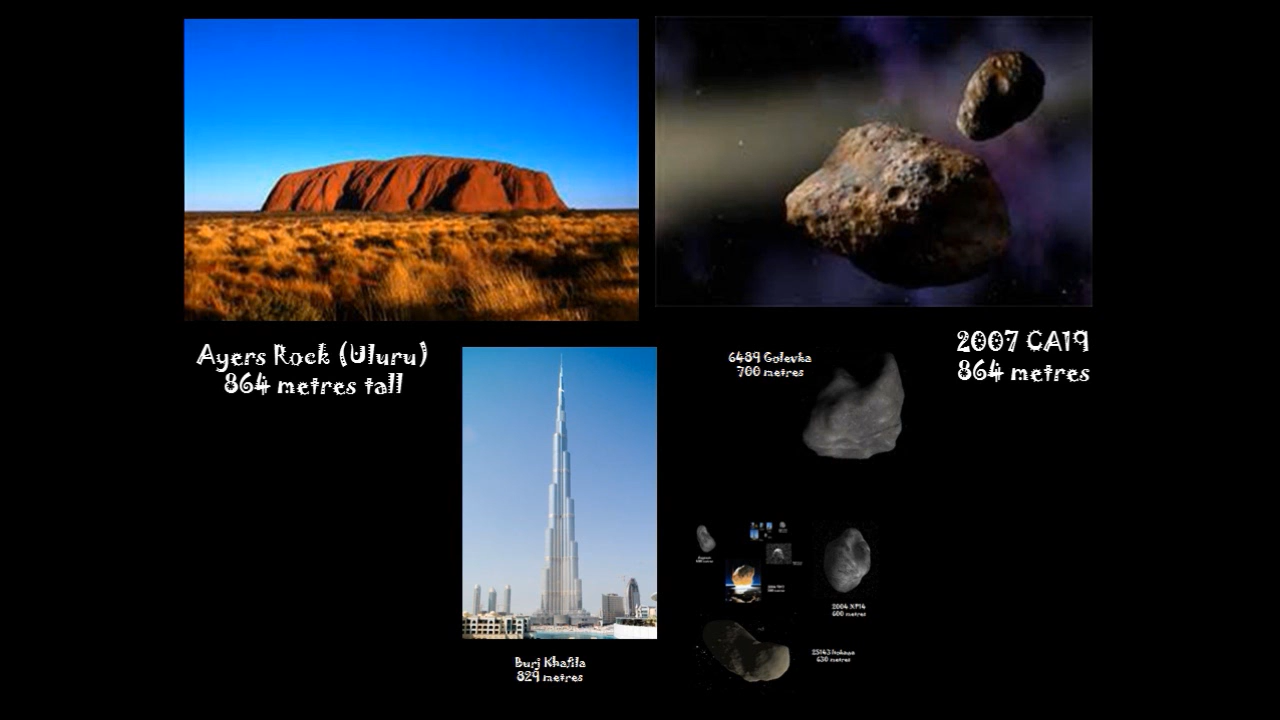 Ayers Rock (Uluru)
864 metres tall
2007 CA19
864 metres
6489 Golevka
700 metres
2004 XP14
600 metres
25143 Itokawa
630 metres
Burj Khafila
829 metres